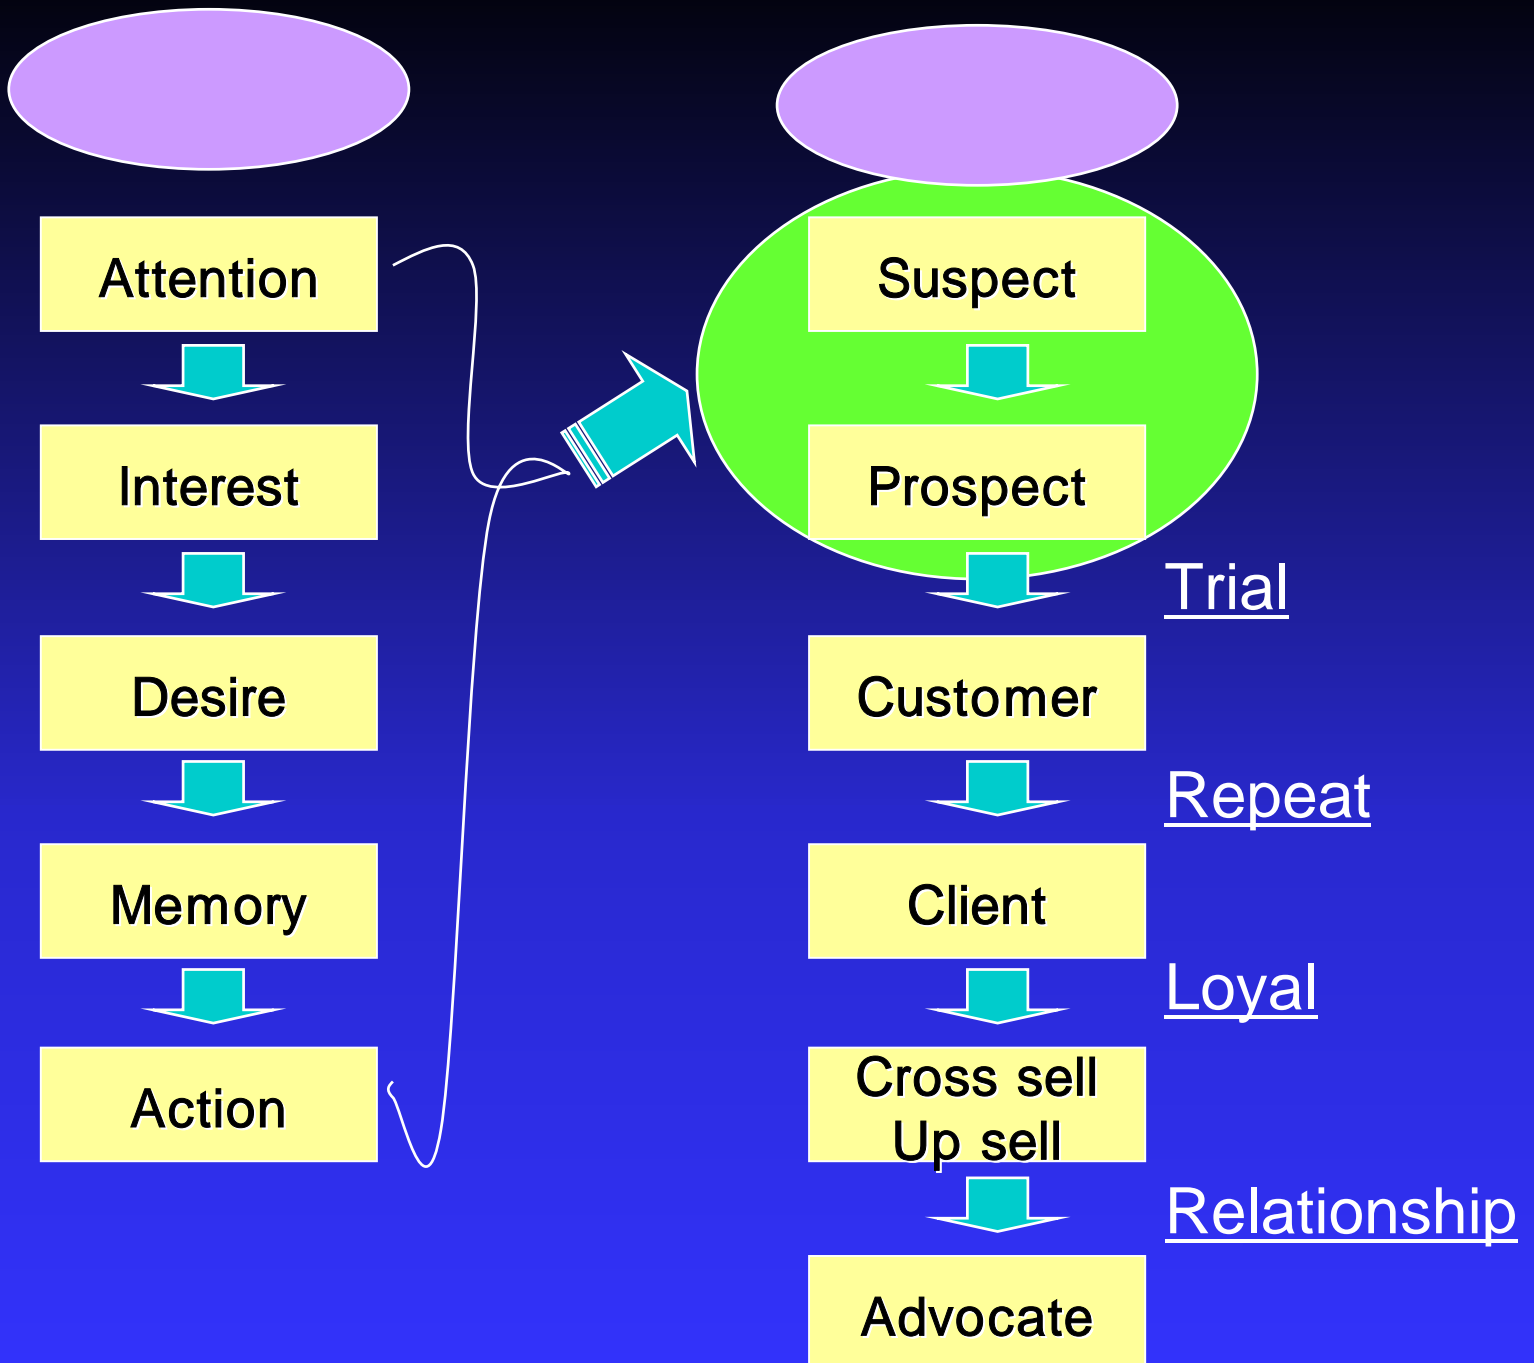 Attention
Interest
Desire
Memory
Action
Suspect
Prospect
Trial
Customer
Repeat
Client
Loyal
Cross sell
Up sell
Relationship
Advocate